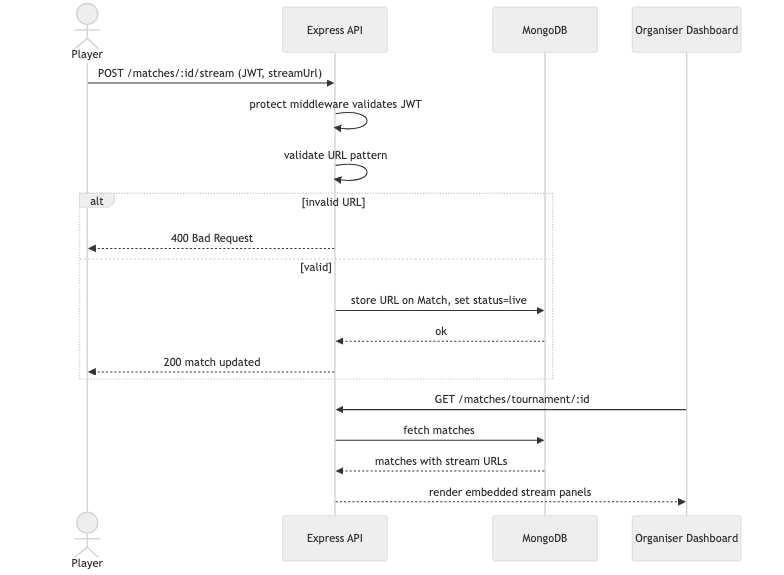 Player
Express API
MongoDB
Organiser Dashboard
POST /matches/:id/stream (JWT, streamUrl)
protect middleware validates JWT
validate URL pattern
alt
[invalid URL]
400 Bad Request
[valid]
store URL on Match, set status=live
ok
200 match updated
GET /matches/tournament/:id
fetch matches
matches with stream URLs
render embedded stream panels
Player
Express API
MongoDB
Organiser Dashboard